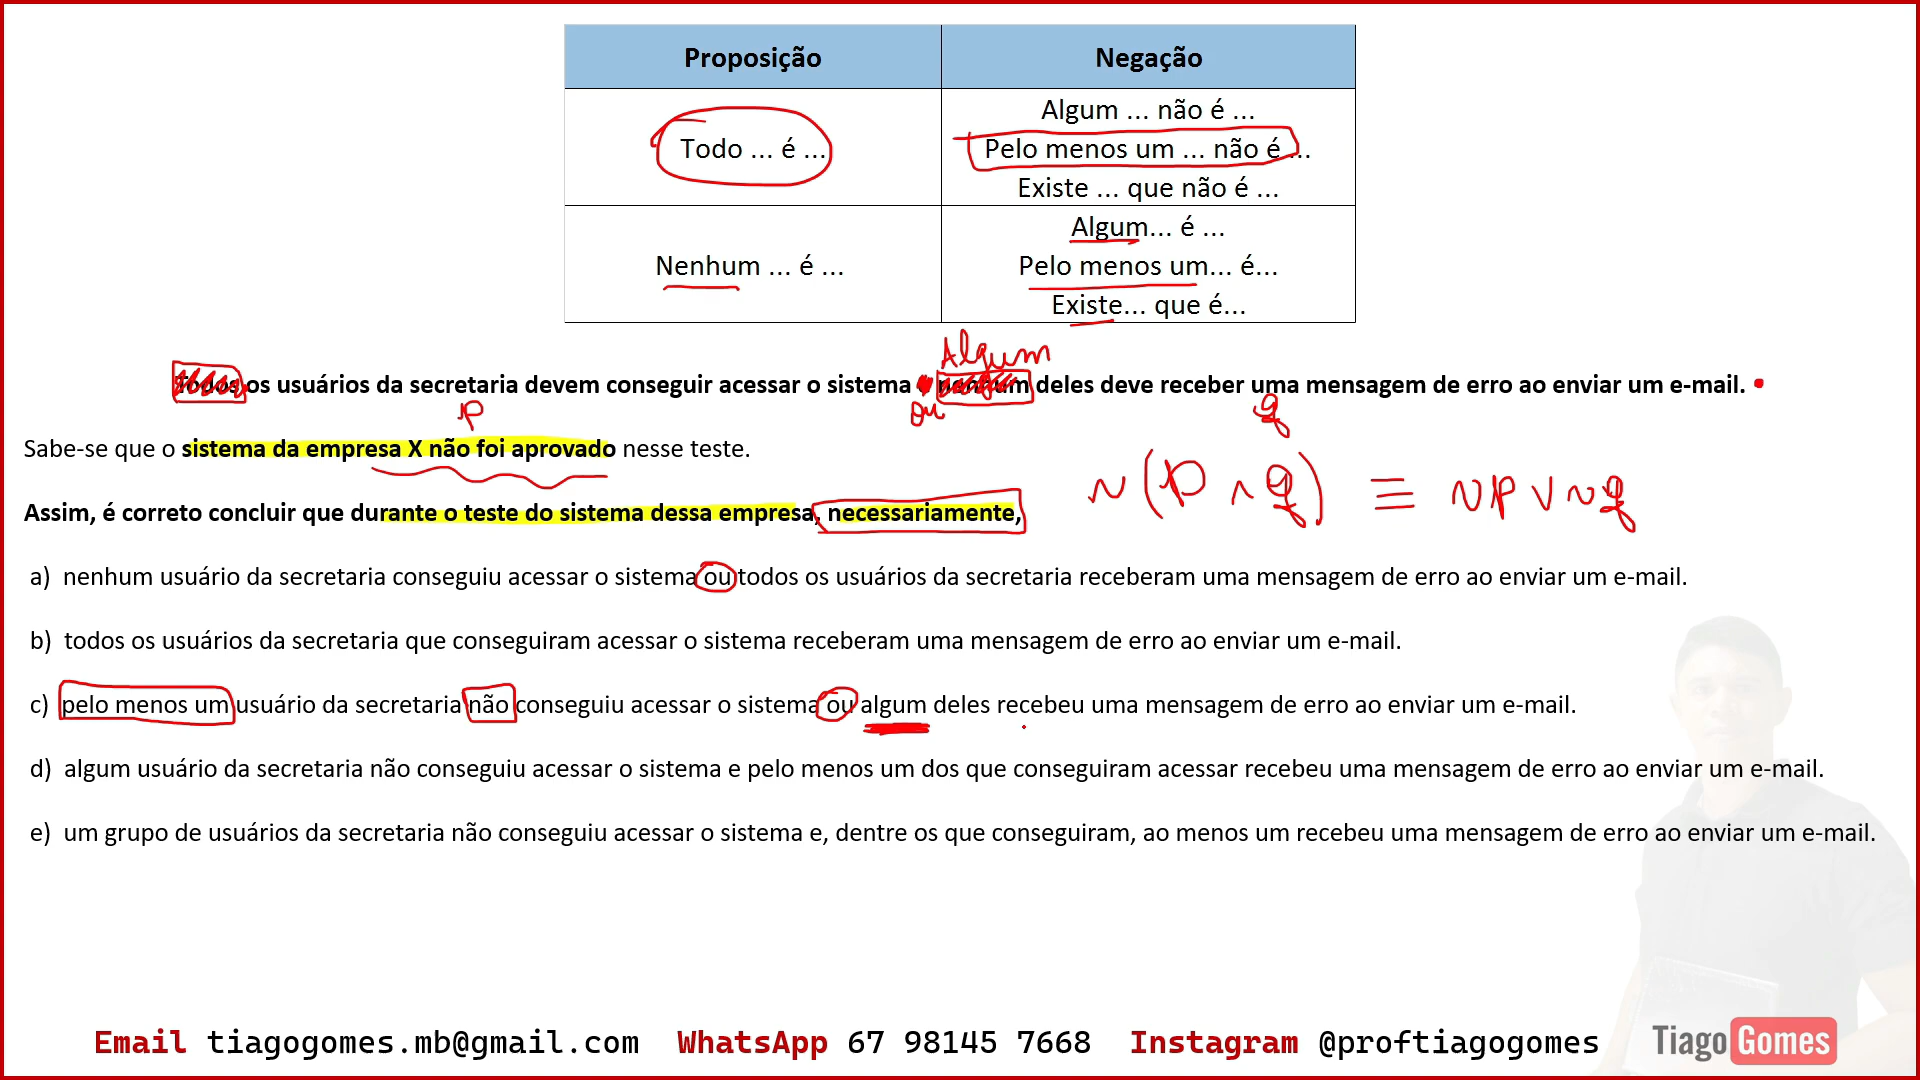 Proposição Negação
Todo ... é ...
Algum ... não é ...
Pelo menos um ... não é ...
Existe ... que não é ...
Nenhum ... é ...
Algum... é ...
Pelo menos um... é...
Existe... que é...
Algum
Todos os usuários da secretaria devem conseguir acessar o sistema e nenhum deles deve receber uma mensagem de erro ao enviar um e-mail.
p ou q
Sabe-se que o sistema da empresa X não foi aprovado nesse teste.
~(p ∧ q) ≡ ~p ∨ ~q
Assim, é correto concluir que durante o teste do sistema dessa empresa, necessariamente,
a) nenhum usuário da secretaria conseguiu acessar o sistema ou todos os usuários da secretaria receberam uma mensagem de erro ao enviar um e-mail.
b) todos os usuários da secretaria que conseguiram acessar o sistema receberam uma mensagem de erro ao enviar um e-mail.
c) pelo menos um usuário da secretaria não conseguiu acessar o sistema ou algum deles recebeu uma mensagem de erro ao enviar um e-mail.
d) algum usuário da secretaria não conseguiu acessar o sistema e pelo menos um dos que conseguiram acessar recebeu uma mensagem de erro ao enviar um e-mail.
e) um grupo de usuários da secretaria não conseguiu acessar o sistema e, dentre os que conseguiram, ao menos um recebeu uma mensagem de erro ao enviar um e-mail.
Email tiagogomes.mb@gmail.com WhatsApp 67 98145 7668 Instagram @proftiagogomes Tiago Gomes